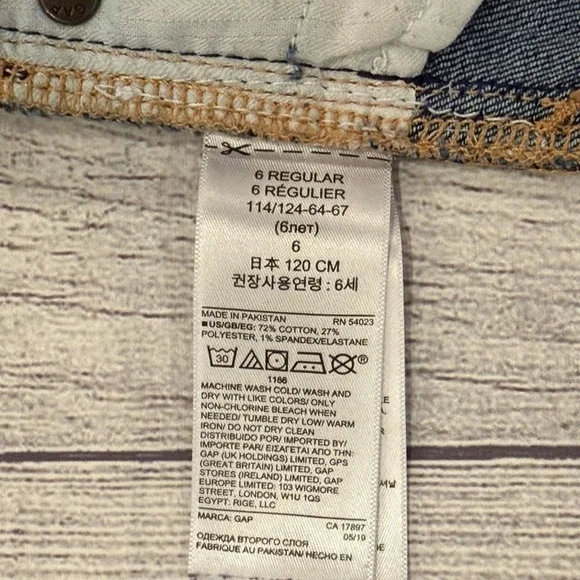 GAP
6 REGULAR
6 RÉGULIER
114/124-64-67
(6лет)
6
日本 120 CM
권장사용연령 : 6세
MADE IN PAKISTAN RN 54023
■US/GB/EG: 72% COTTON, 27%
POLYESTER, 1% SPANDEX/ELASTANE
30
®
1166
MACHINE WASH COLD/ WASH AND
DRY WITH LIKE COLORS/ ONLY
NON-CHLORINE BLEACH WHEN
NEEDED/ TUMBLE DRY LOW/ WARM
IRON/ DO NOT DRY CLEAN
DISTRIBUIDO POR/ IMPORTED BY/
IMPORTE PAR/ ΕΙΣΑΓΕΤΑΙ ΑΠΟ ΤΗΝ:
GAP (UK HOLDINGS) LIMITED, GPS
(GREAT BRITAIN) LIMITED, GAP
STORES (IRELAND) LIMITED, GAP
EUROPE LIMITED: 103 WIGMORE
STREET, LONDON, W1U 1QS
EGYPT: RIGE, LLC
MARCA: GAP CA 17897
05/19
ОДЕЖДА ВТОРОГО СЛОЯ
FABRIQUE AU PAKISTAN/ HECHO EN